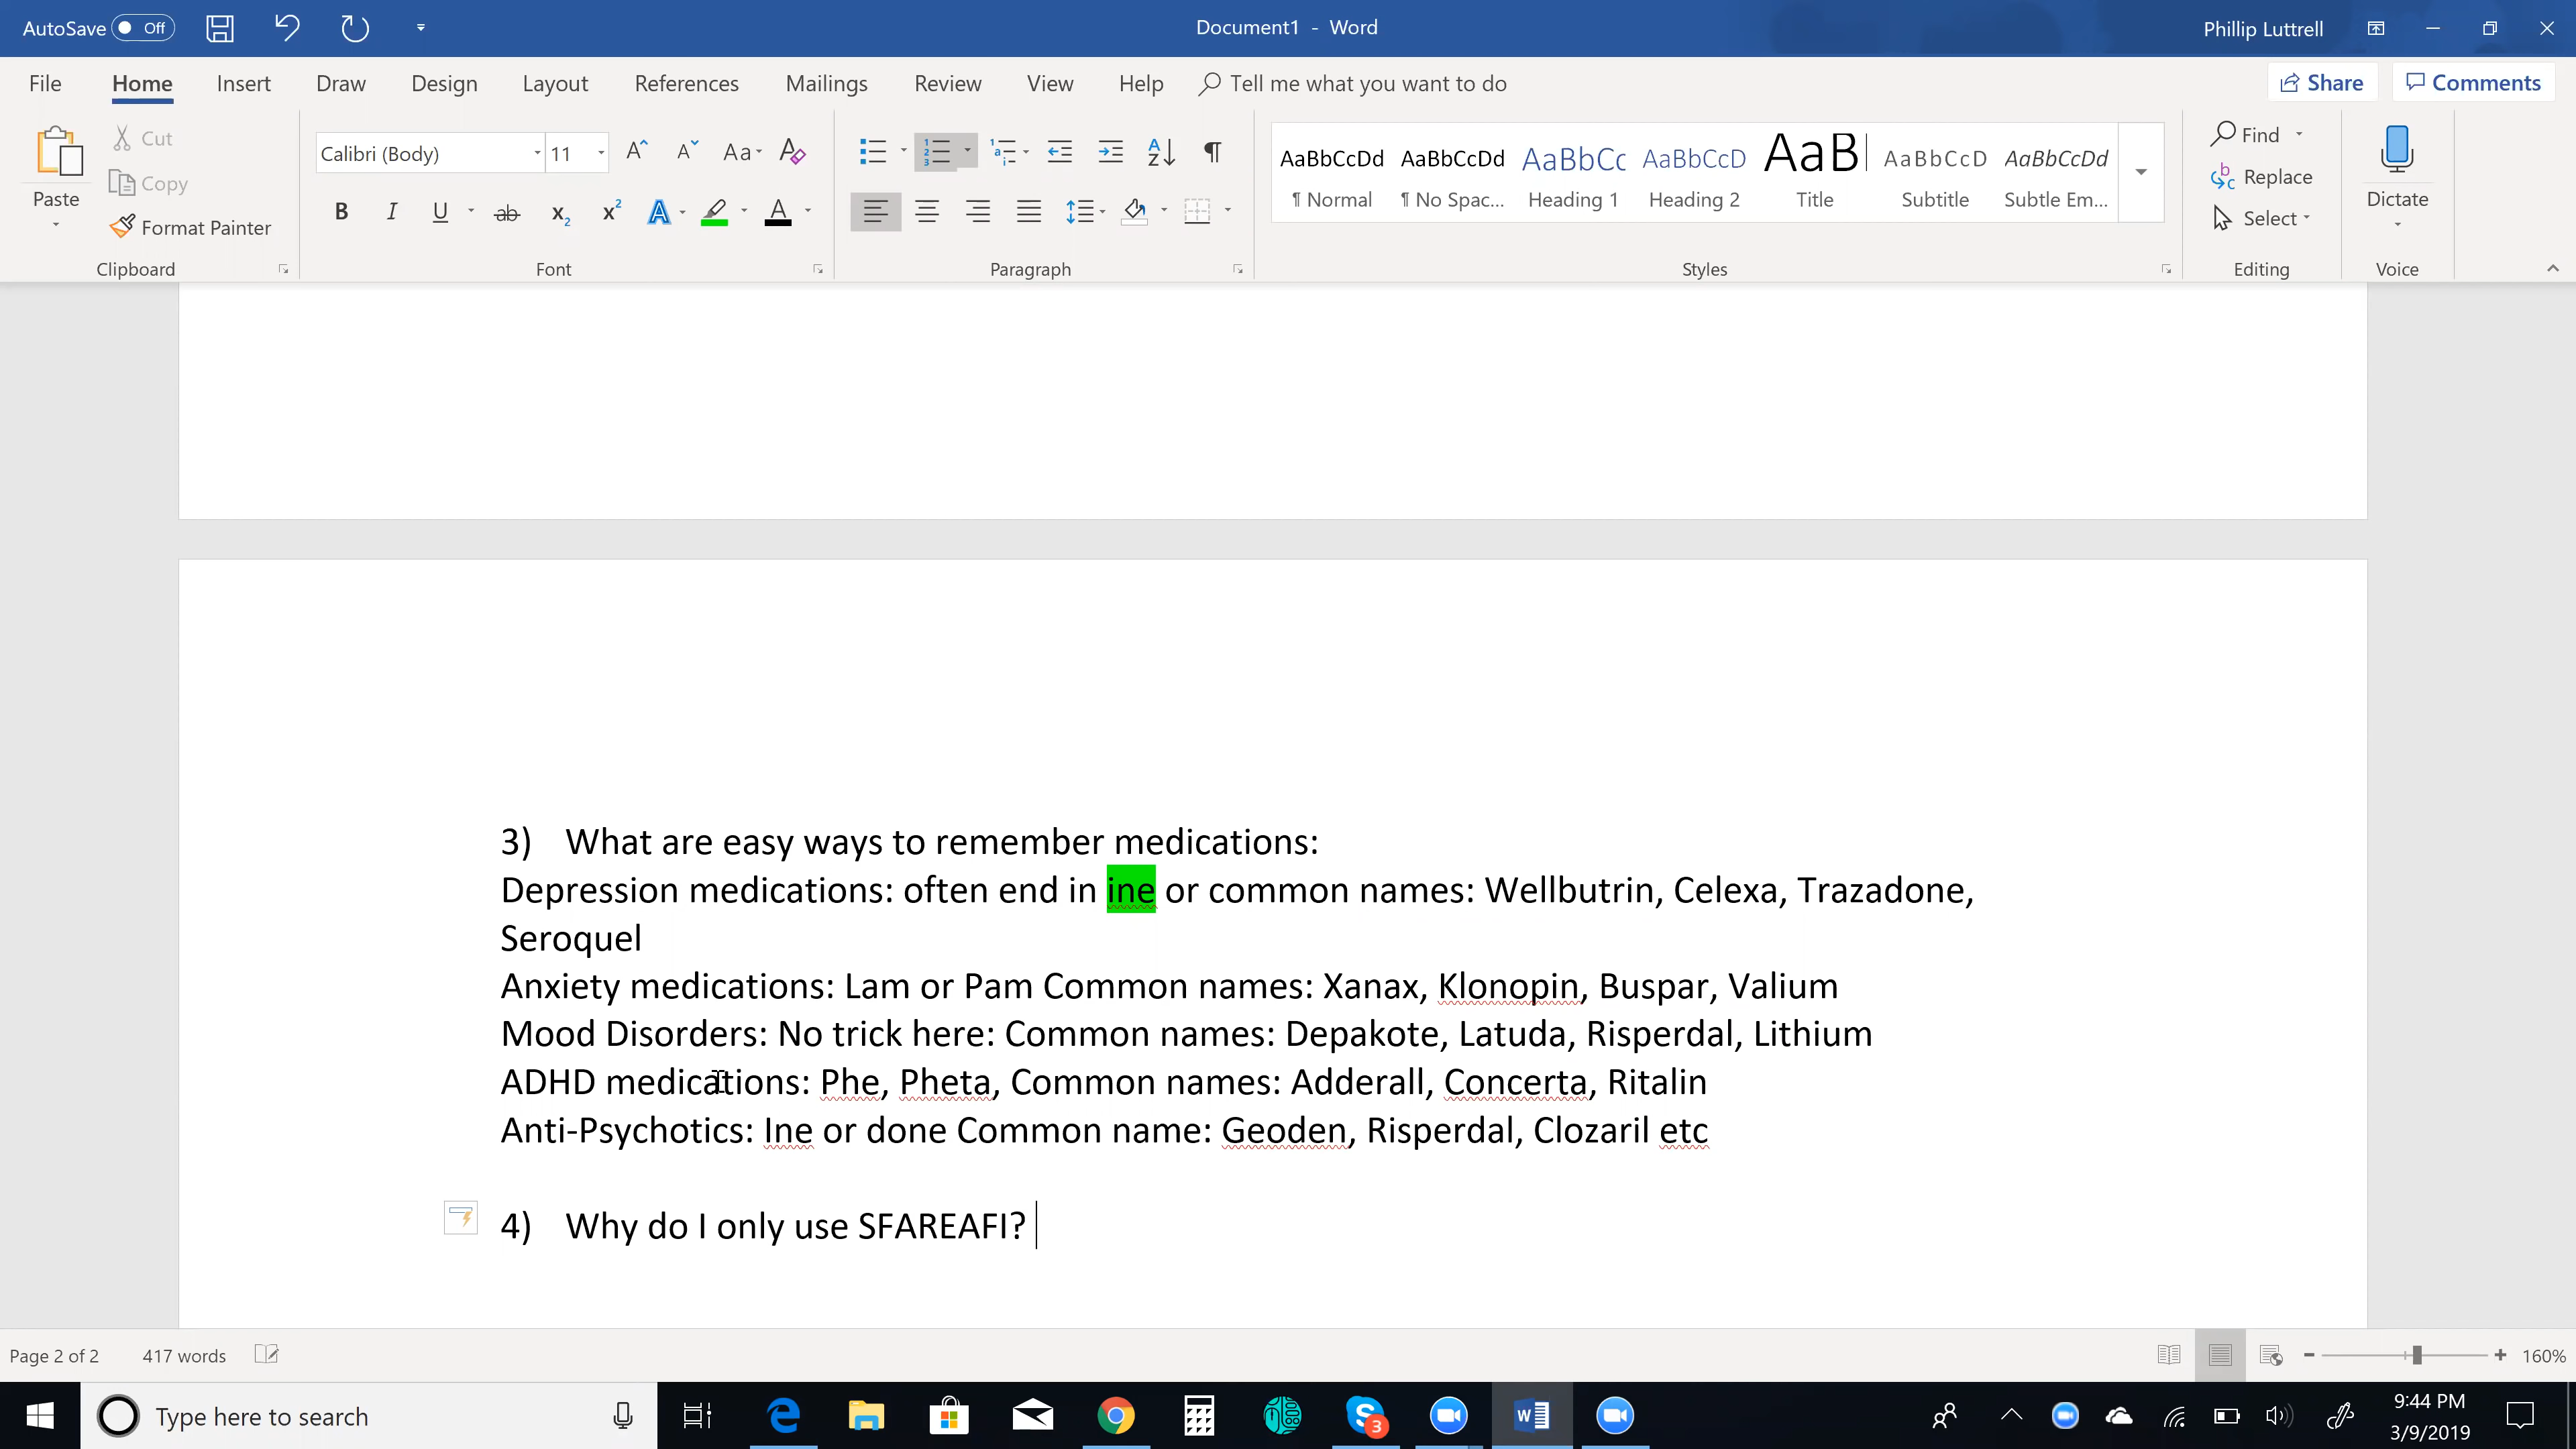 AutoSave Off Document1 - Word Phillip Luttrell
File Home Insert Draw Design Layout References Mailings Review View Help Tell me what you want to do Share Comments
Paste Cut Copy Format Painter Clipboard
Calibri (Body) 11 Font
Paragraph
AaBbCcDd AaBbCcDd AaBbCc AaBbCcD AaB AaBbCcD AaBbCcDd
¶ Normal ¶ No Spac... Heading 1 Heading 2 Title Subtitle Subtle Em...
Styles
Find Replace Select Editing
Dictate Voice
3) What are easy ways to remember medications:
Depression medications: often end in ine or common names: Wellbutrin, Celexa, Trazadone,
Seroquel
Anxiety medications: Lam or Pam Common names: Xanax, Klonopin, Buspar, Valium
Mood Disorders: No trick here: Common names: Depakote, Latuda, Risperdal, Lithium
ADHD medications: Phe, Pheta, Common names: Adderall, Concerta, Ritalin
Anti-Psychotics: Ine or done Common name: Geoden, Risperdal, Clozaril etc
4) Why do I only use SFAREAFI?
Page 2 of 2 417 words 160%
Type here to search 3 9:44 PM
3/9/2019